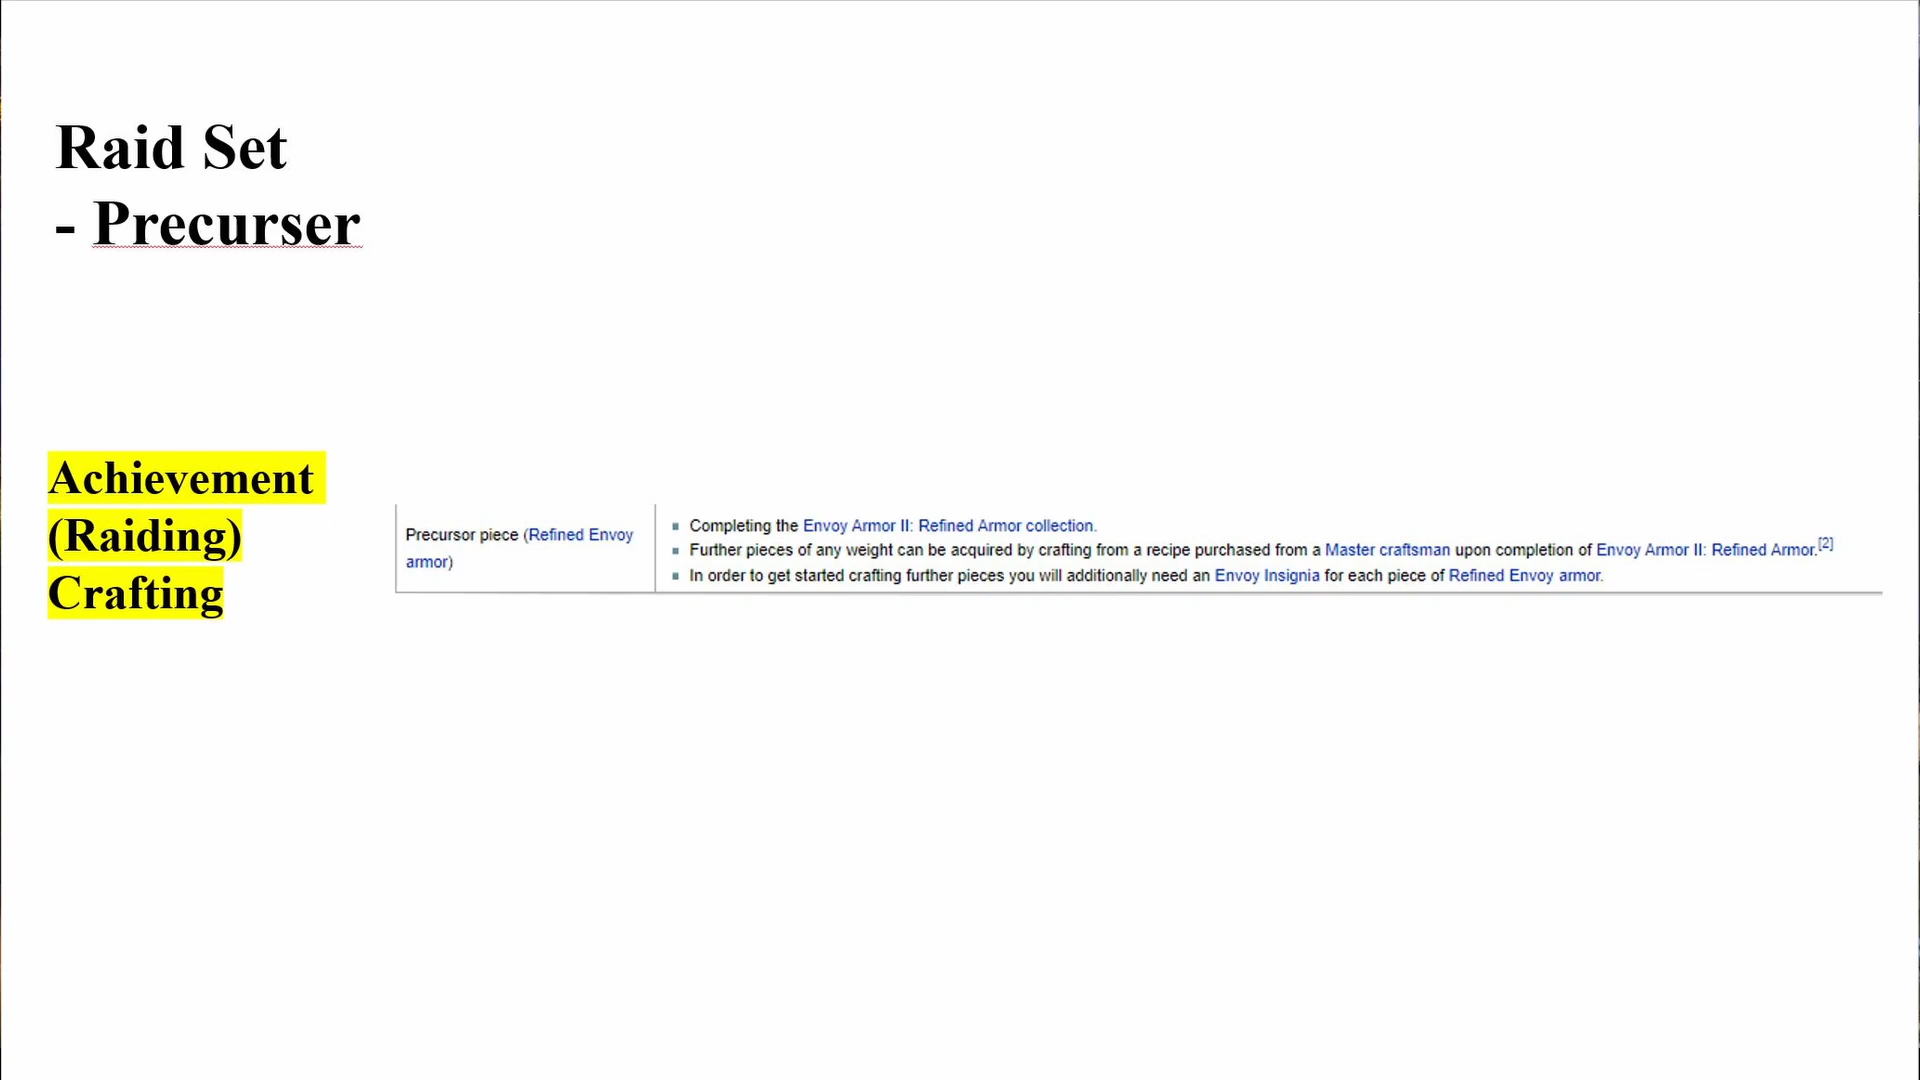 Raid Set
- Precurser
Achievement
(Raiding)
Crafting
Precursor piece (Refined Envoy
armor)
Completing the Envoy Armor II: Refined Armor collection.
Further pieces of any weight can be acquired by crafting from a recipe purchased from a Master craftsman upon completion of Envoy Armor II: Refined Armor.[2]
In order to get started crafting further pieces you will additionally need an Envoy Insignia for each piece of Refined Envoy armor.